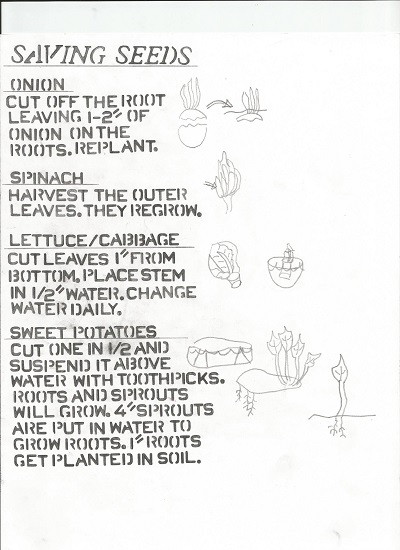 SAVING SEEDS
ONION
CUT OFF THE ROOT
LEAVING 1-2" OF
ONION ON THE
ROOTS. REPLANT.
SPINACH
HARVEST THE OUTER
LEAVES. THEY REGROW.
LETTUCE/CABBAGE
CUT LEAVES 1" FROM
BOTTOM. PLACE STEM
IN 1/2" WATER. CHANGE
WATER DAILY.
SWEET POTATOES
CUT ONE IN 1/2 AND
SUSPEND IT ABOVE
WATER WITH TOOTHPICKS.
ROOTS AND SPROUTS
WILL GROW. 4" SPROUTS
ARE PUT IN WATER TO
GROW ROOTS. 1" ROOTS
GET PLANTED IN SOIL.